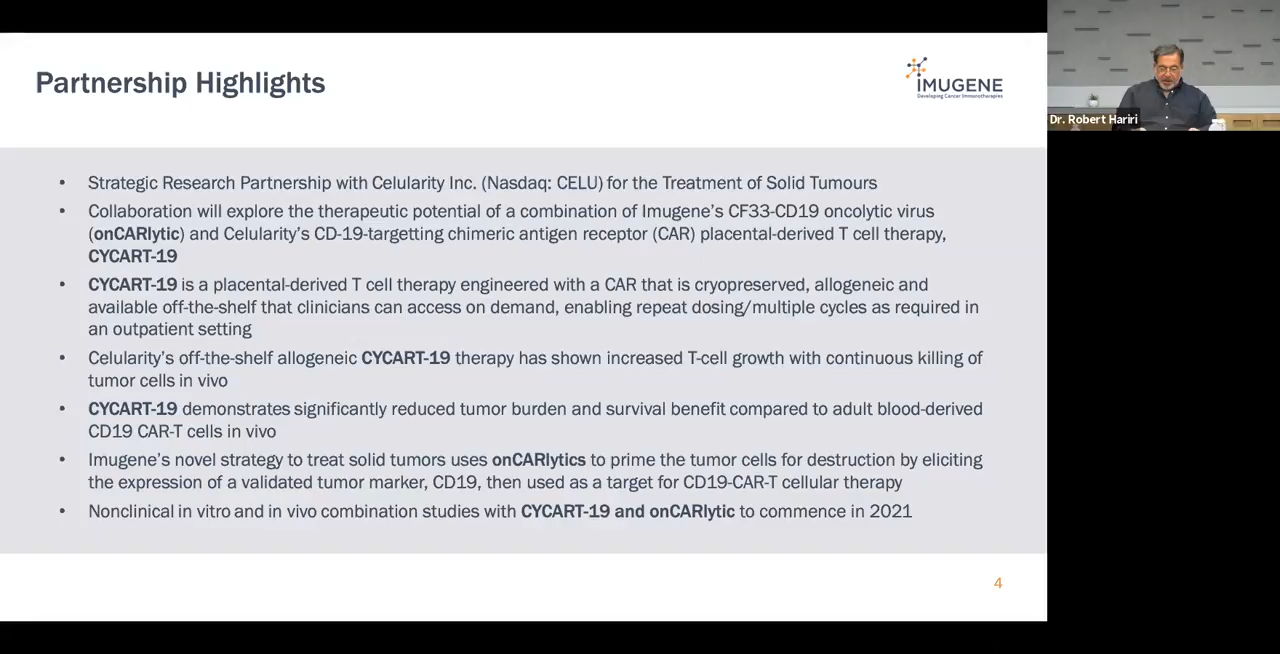 Partnership Highlights
IMUGENE
Developing Cancer Immunotherapies
Dr. Robert Hariri
• Strategic Research Partnership with Celularity Inc. (Nasdaq: CELU) for the Treatment of Solid Tumours
• Collaboration will explore the therapeutic potential of a combination of Imugene's CF33-CD19 oncolytic virus
(onCARlytic) and Celularity's CD-19-targetting chimeric antigen receptor (CAR) placental-derived T cell therapy,
CYCART-19
• CYCART-19 is a placental-derived T cell therapy engineered with a CAR that is cryopreserved, allogeneic and
available off-the-shelf that clinicians can access on demand, enabling repeat dosing/multiple cycles as required in
an outpatient setting
• Celularity's off-the-shelf allogeneic CYCART-19 therapy has shown increased T-cell growth with continuous killing of
tumor cells in vivo
• CYCART-19 demonstrates significantly reduced tumor burden and survival benefit compared to adult blood-derived
CD19 CAR-T cells in vivo
• Imugene's novel strategy to treat solid tumors uses onCARlytics to prime the tumor cells for destruction by eliciting
the expression of a validated tumor marker, CD19, then used as a target for CD19-CAR-T cellular therapy
• Nonclinical in vitro and in vivo combination studies with CYCART-19 and onCARlytic to commence in 2021
4